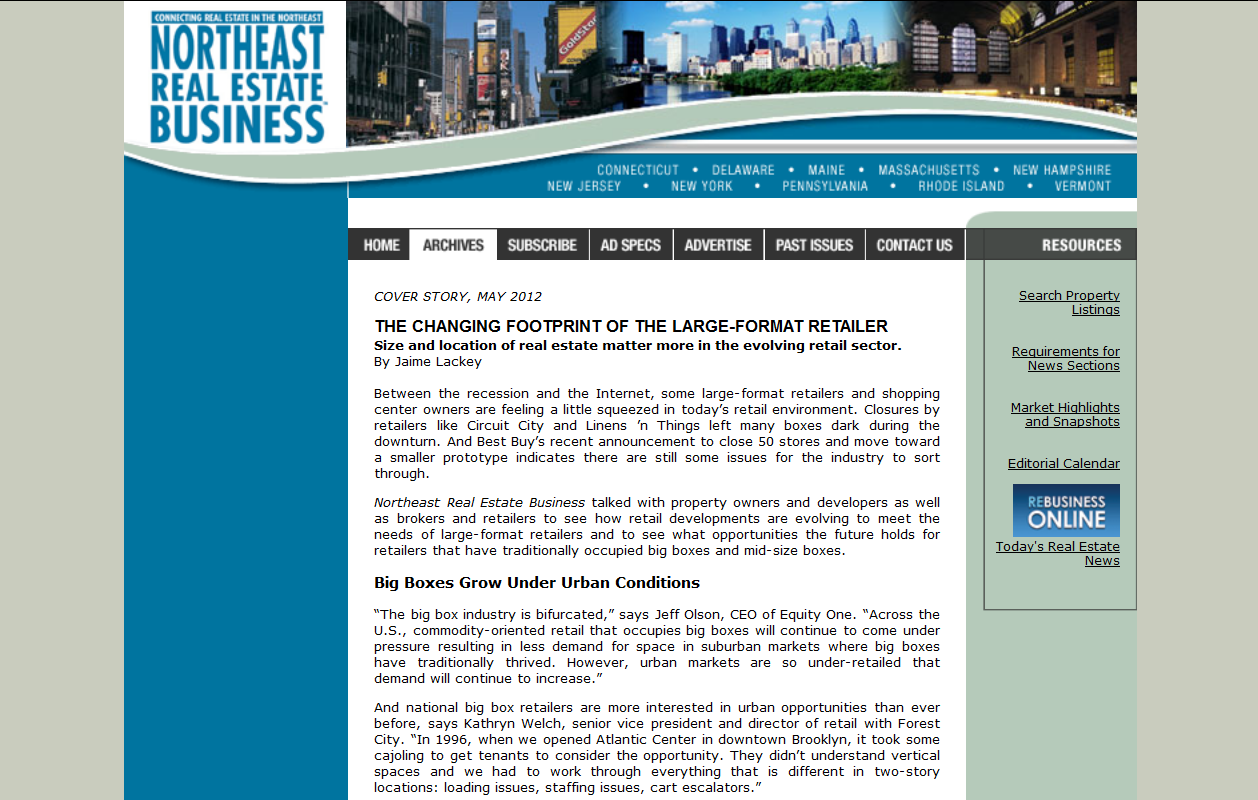 CONNECTING REAL ESTATE IN THE NORTHEAST
NORTHEAST
REAL ESTATE
BUSINESS
GoldStar
CONNECTICUT • DELAWARE • MAINE • MASSACHUSETTS • NEW HAMPSHIRE
NEW JERSEY • NEW YORK • PENNSYLVANIA • RHODE ISLAND • VERMONT
HOME ARCHIVES SUBSCRIBE AD SPECS ADVERTISE PAST ISSUES CONTACT US RESOURCES
COVER STORY, MAY 2012
THE CHANGING FOOTPRINT OF THE LARGE-FORMAT RETAILER
Size and location of real estate matter more in the evolving retail sector.
By Jaime Lackey
Between the recession and the Internet, some large-format retailers and shopping
center owners are feeling a little squeezed in today’s retail environment. Closures by
retailers like Circuit City and Linens ’n Things left many boxes dark during the
downturn. And Best Buy’s recent announcement to close 50 stores and move toward
a smaller prototype indicates there are still some issues for the industry to sort
through.
Northeast Real Estate Business talked with property owners and developers as well
as brokers and retailers to see how retail developments are evolving to meet the
needs of large-format retailers and to see what opportunities the future holds for
retailers that have traditionally occupied big boxes and mid-size boxes.
Big Boxes Grow Under Urban Conditions
“The big box industry is bifurcated,” says Jeff Olson, CEO of Equity One. “Across the
U.S., commodity-oriented retail that occupies big boxes will continue to come under
pressure resulting in less demand for space in suburban markets where big boxes
have traditionally thrived. However, urban markets are so under-retailed that
demand will continue to increase.”
And national big box retailers are more interested in urban opportunities than ever
before, says Kathryn Welch, senior vice president and director of retail with Forest
City. “In 1996, when we opened Atlantic Center in downtown Brooklyn, it took some
cajoling to get tenants to consider the opportunity. They didn’t understand vertical
spaces and we had to work through everything that is different in two-story
locations: loading issues, staffing issues, cart escalators.”
Search Property
Listings
Requirements for
News Sections
Market Highlights
and Snapshots
Editorial Calendar
REBUSINESS
ONLINE
Today's Real Estate
News